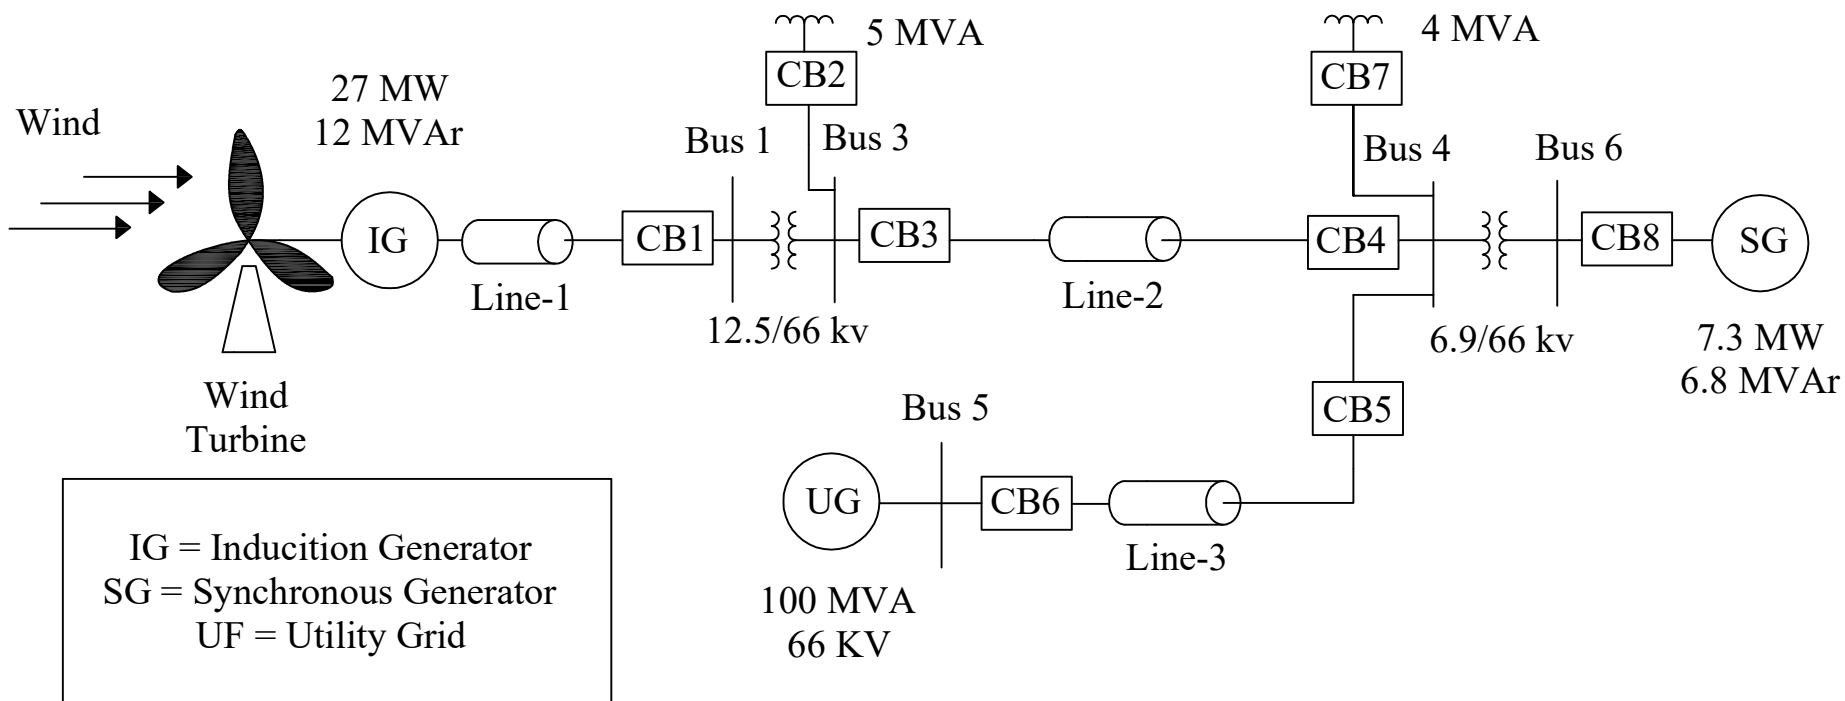 5 MVA
4 MVA
CB2
CB7
27 MW
12 MVAr
Wind
Bus 1
Bus 3
Bus 4
Bus 6
IG
CB1
CB3
CB4
CB8
SG
Line-1
Line-2
12.5/66 kv
6.9/66 kv
7.3 MW
6.8 MVAr
Wind
Turbine
Bus 5
CB5
UG
CB6
Line-3
100 MVA
66 KV
IG = Inducition Generator
SG = Synchronous Generator
UF = Utility Grid